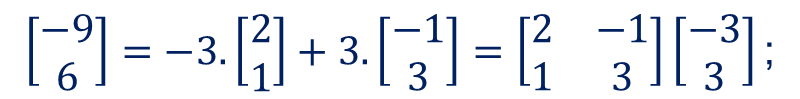 [−9 6] = −3.[2 1] + 3.[−1 3] = [2 −1 1 3][−3 3];